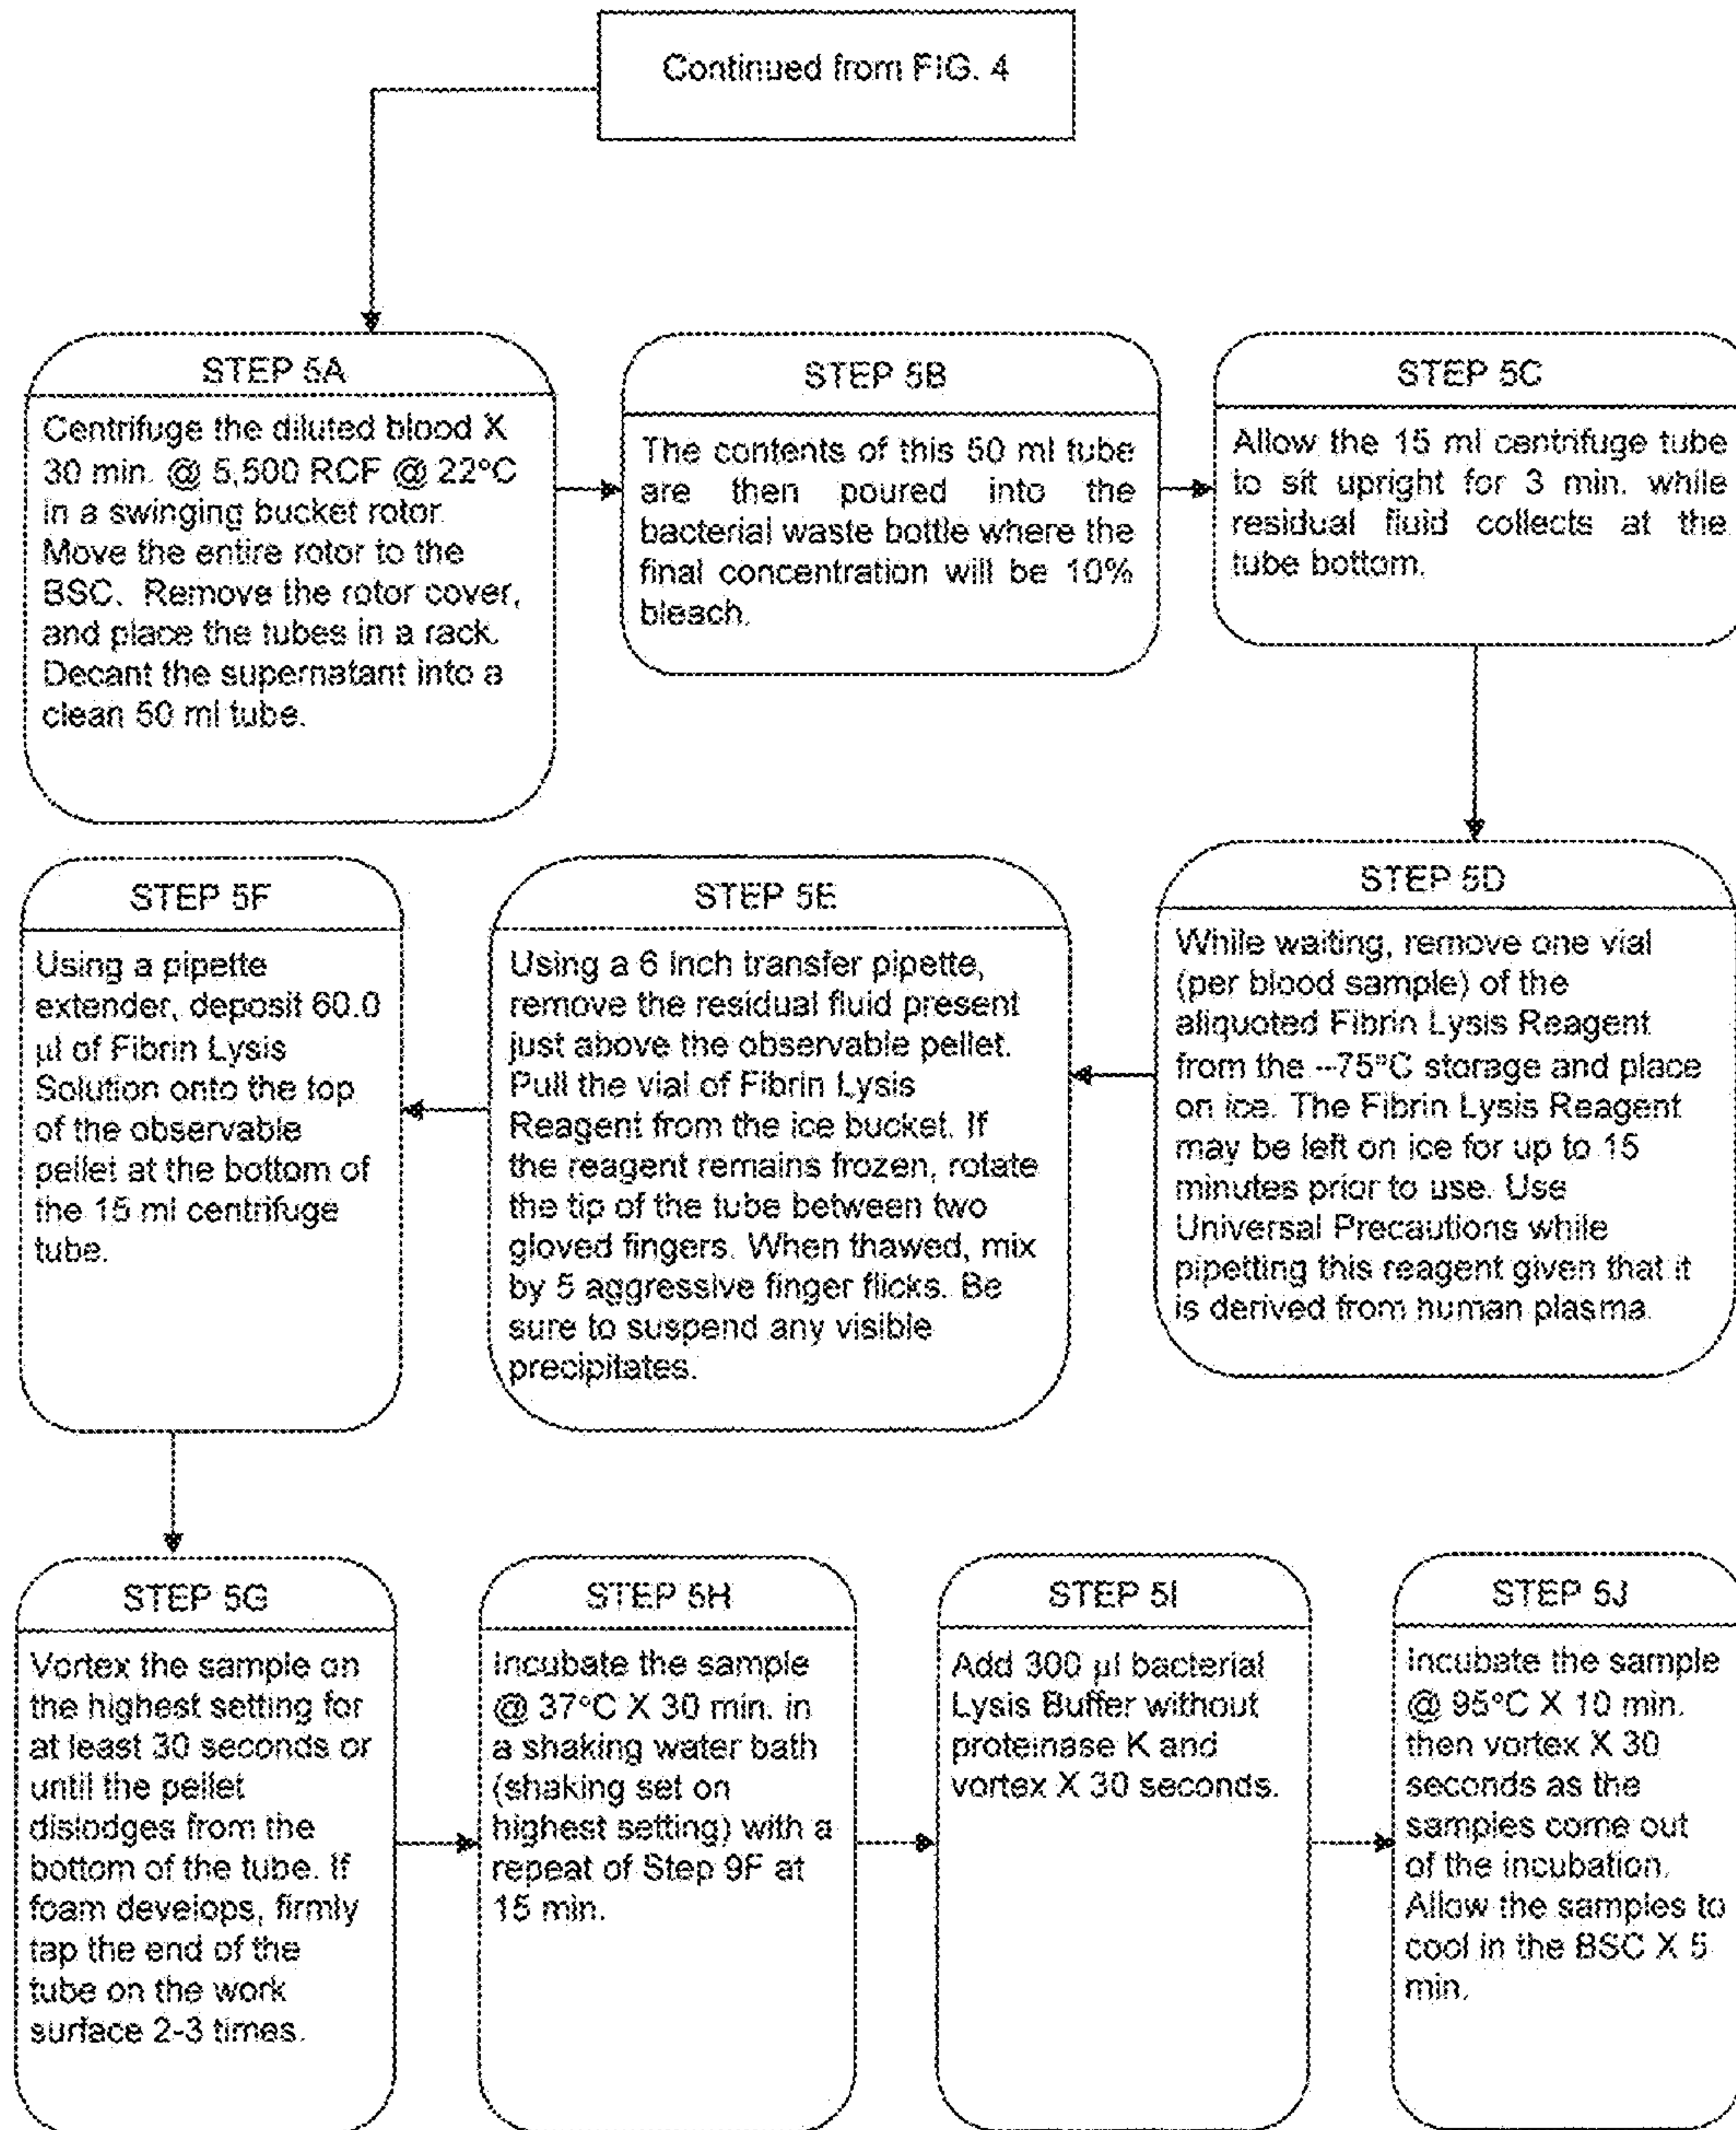 Continued from FIG. 4
STEP 5A
Centrifuge the diluted blood X
30 min. @ 5,500 RCF @ 22°C
in a swinging bucket rotor.
Move the entire rotor to the
BSC. Remove the rotor cover,
and place the tubes in a rack.
Decant the supernatant into a
clean 50 ml tube.
STEP 5B
The contents of this 50 ml tube
are then poured into the
bacterial waste bottle where the
final concentration will be 10%
bleach.
STEP 5C
Allow the 15 ml centrifuge tube
to sit upright for 3 min. while
residual fluid collects at the
tube bottom.
STEP 5D
While waiting, remove one vial
(per blood sample) of the
aliquoted Fibrin Lysis Reagent
from the --75°C storage and place
on ice. The Fibrin Lysis Reagent
may be left on ice for up to 15
minutes prior to use. Use
Universal Precautions while
pipetting this reagent given that it
is derived from human plasma.
STEP 5E
Using a 6 inch transfer pipette,
remove the residual fluid present
just above the observable pellet.
Pull the vial of Fibrin Lysis
Reagent from the ice bucket. If
the reagent remains frozen, rotate
the tip of the tube between two
gloved fingers. When thawed, mix
by 5 aggressive finger flicks. Be
sure to suspend any visible
precipitates.
STEP 5F
Using a pipette
extender, deposit 60.0
µl of Fibrin Lysis
Solution onto the top
of the observable
pellet at the bottom of
the 15 ml centrifuge
tube.
STEP 5G
Vortex the sample on
the highest setting for
at least 30 seconds or
until the pellet
dislodges from the
bottom of the tube. If
foam develops, firmly
tap the end of the
tube on the work
surface 2-3 times.
STEP 5H
Incubate the sample
@ 37°C X 30 min. in
a shaking water bath
(shaking set on
highest setting) with a
repeat of Step 9F at
15 min.
STEP 5I
Add 300 µl bacterial
Lysis Buffer without
proteinase K and
vortex X 30 seconds.
STEP 5J
Incubate the sample
@ 95°C X 10 min.
then vortex X 30
seconds as the
samples come out
of the incubation.
Allow the samples to
cool in the BSC X 5
min.